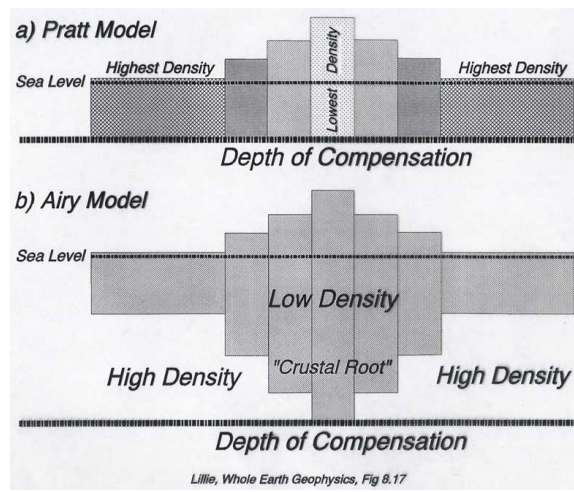 a) Pratt Model
Highest Density
Lowest Density
Highest Density
Sea Level
Depth of Compensation
b) Airy Model
Sea Level
Low Density
"Crustal Root"
High Density
High Density
Depth of Compensation
Lillie, Whole Earth Geophysics, Fig 8.17